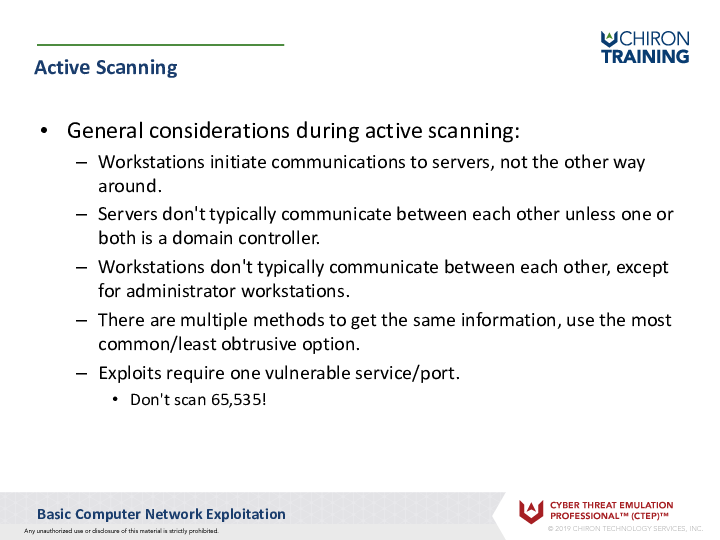 CHIRON
TRAINING
Active Scanning
• General considerations during active scanning:
– Workstations initiate communications to servers, not the other way
around.
– Servers don't typically communicate between each other unless one or
both is a domain controller.
– Workstations don't typically communicate between each other, except
for administrator workstations.
– There are multiple methods to get the same information, use the most
common/least obtrusive option.
– Exploits require one vulnerable service/port.
• Don't scan 65,535!
Basic Computer Network Exploitation
Any unauthorized use or disclosure of this material is strictly prohibited.
CYBER THREAT EMULATION
PROFESSIONAL™ (CTEP)™
© 2019 CHIRON TECHNOLOGY SERVICES, INC.